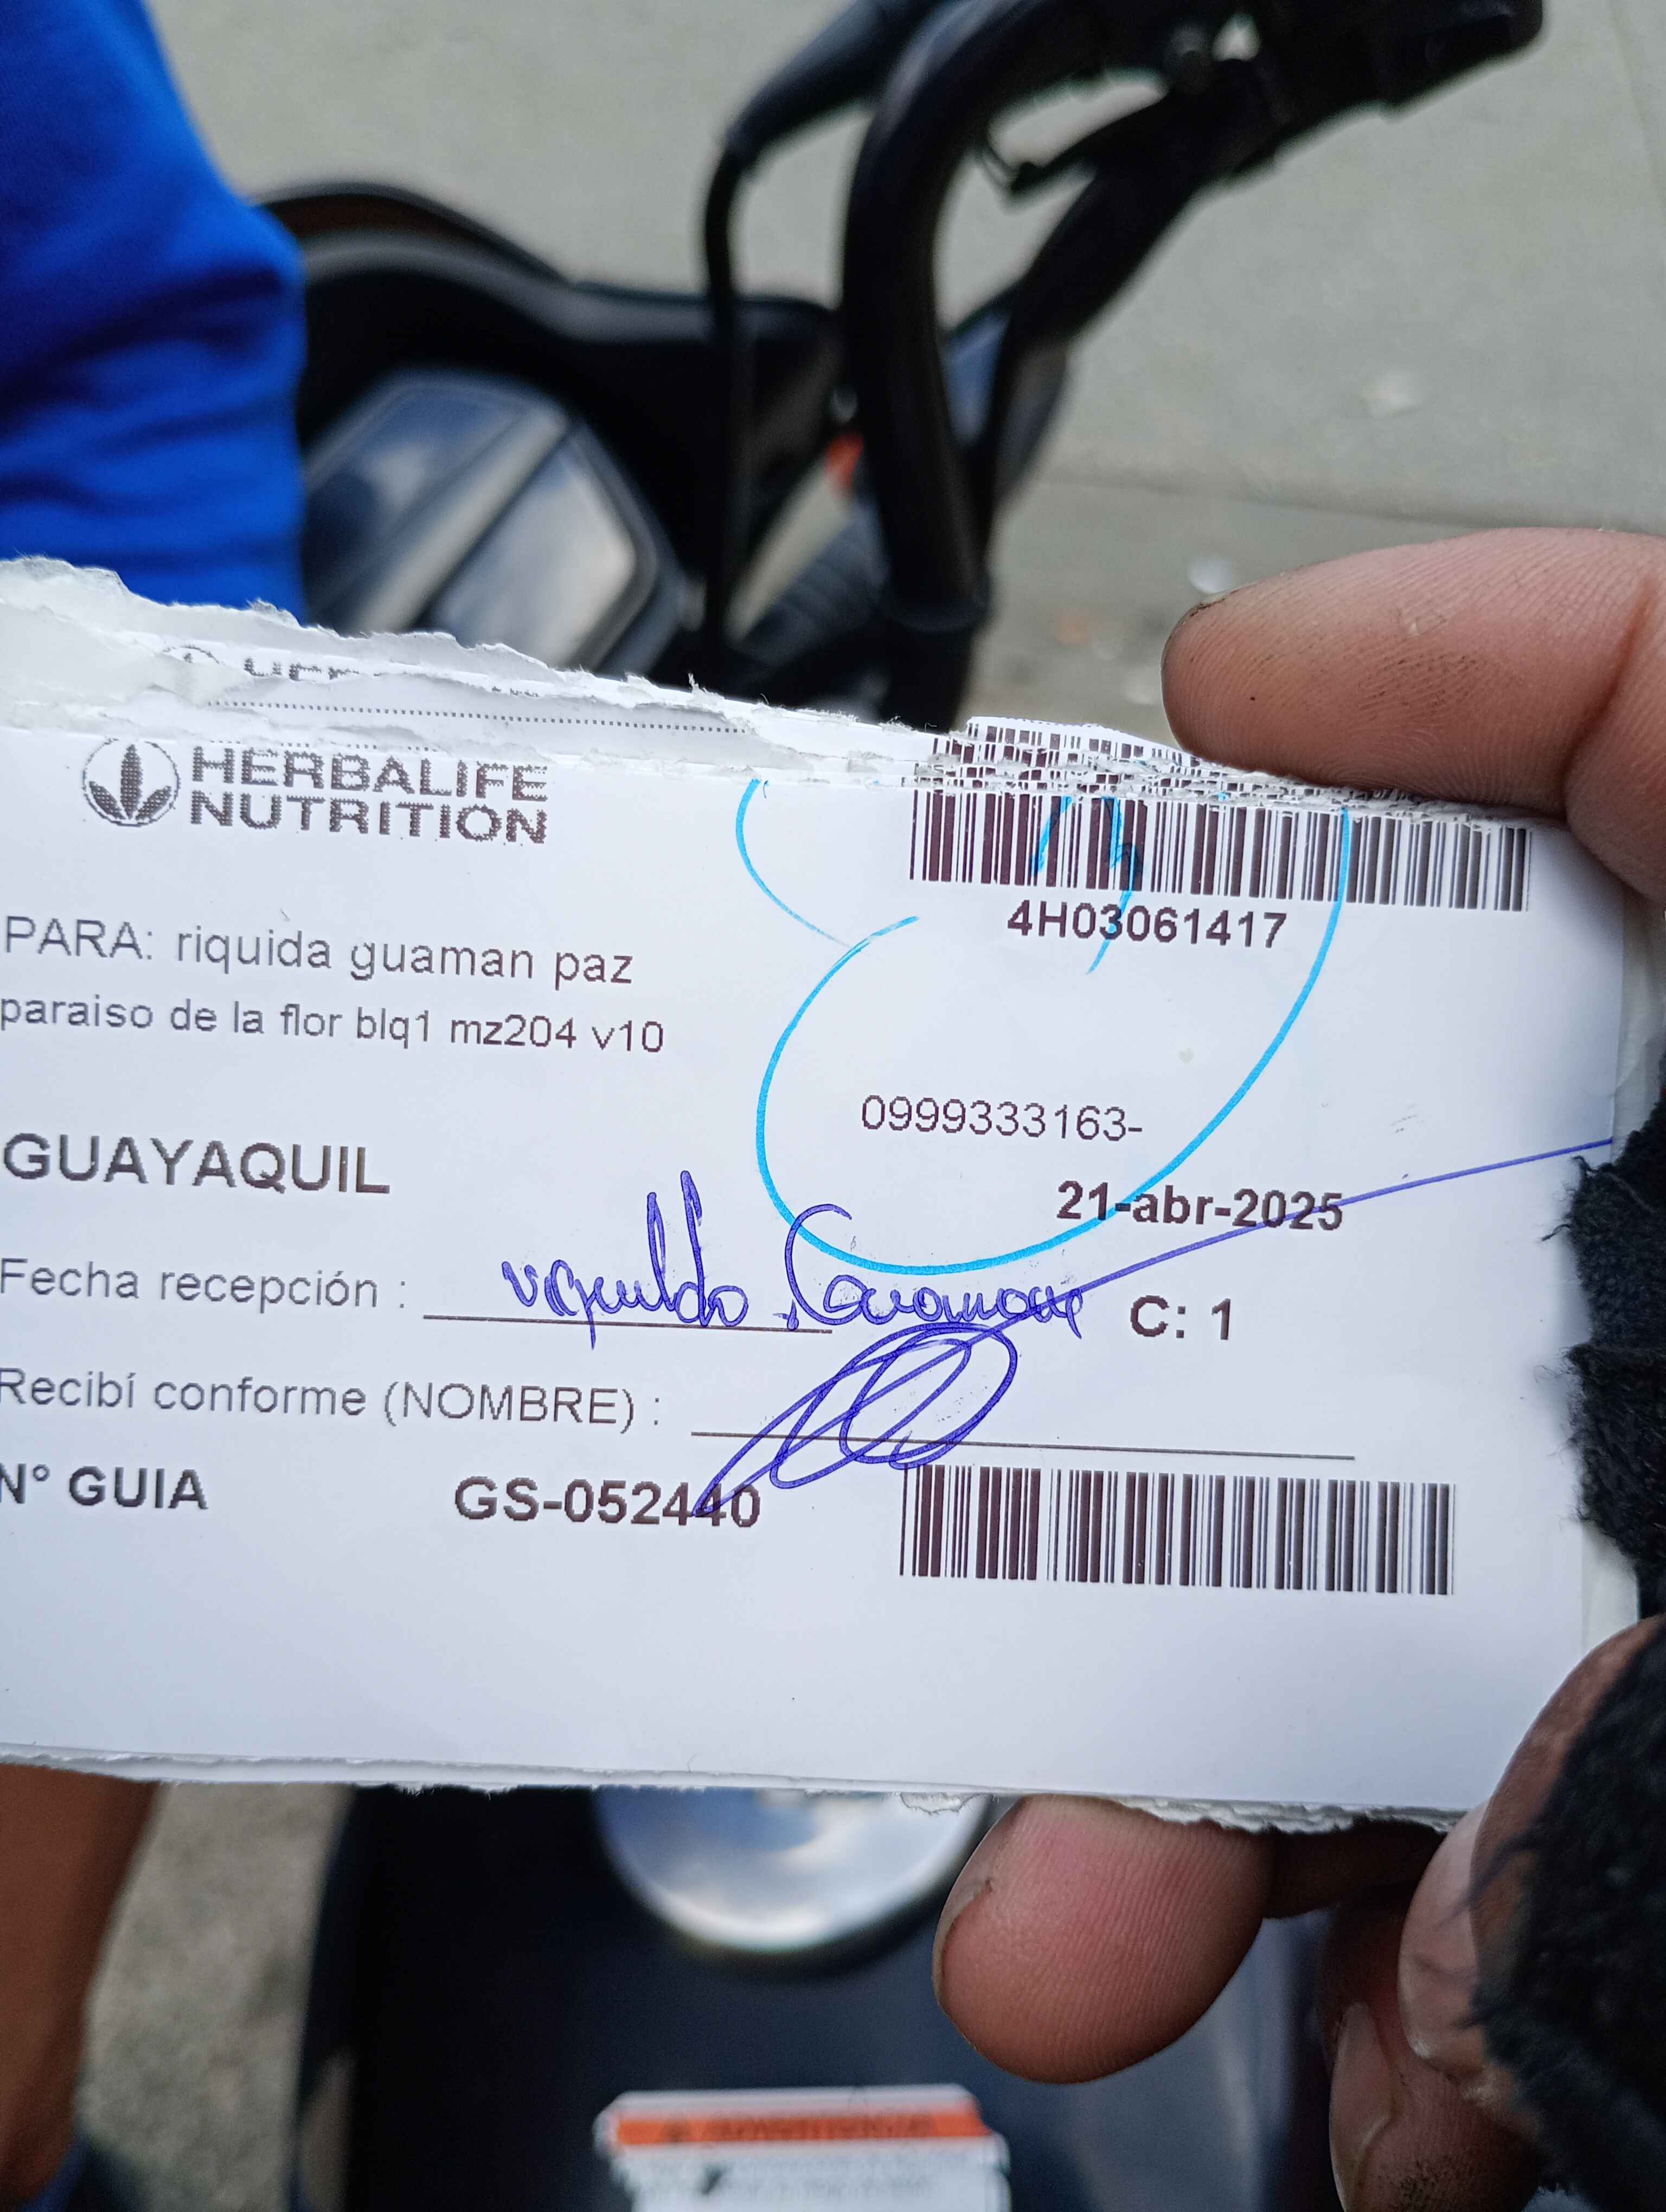 HERBALIFE
NUTRITION
4H03061417
PARA: riquida guaman paz
paraiso de la flor blq1 mz204 v10
0999333163-
GUAYAQUIL
21-abr-2025
Fecha recepción :
C: 1
Recibí conforme (NOMBRE) :
N° GUIA GS-052440